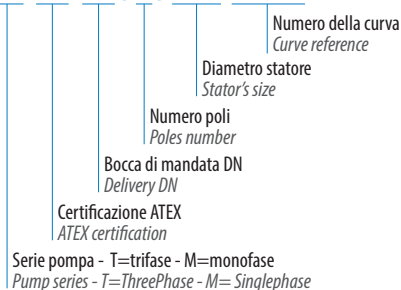 Numero della curva
Curve reference
Diametro statore
Stator's size
Numero poli
Poles number
Bocca di mandata DN
Delivery DN
Certificazione ATEX
ATEX certification
Serie pompa - T=trifase - M=monofase
Pump series - T=ThreePhase - M= Singlephase